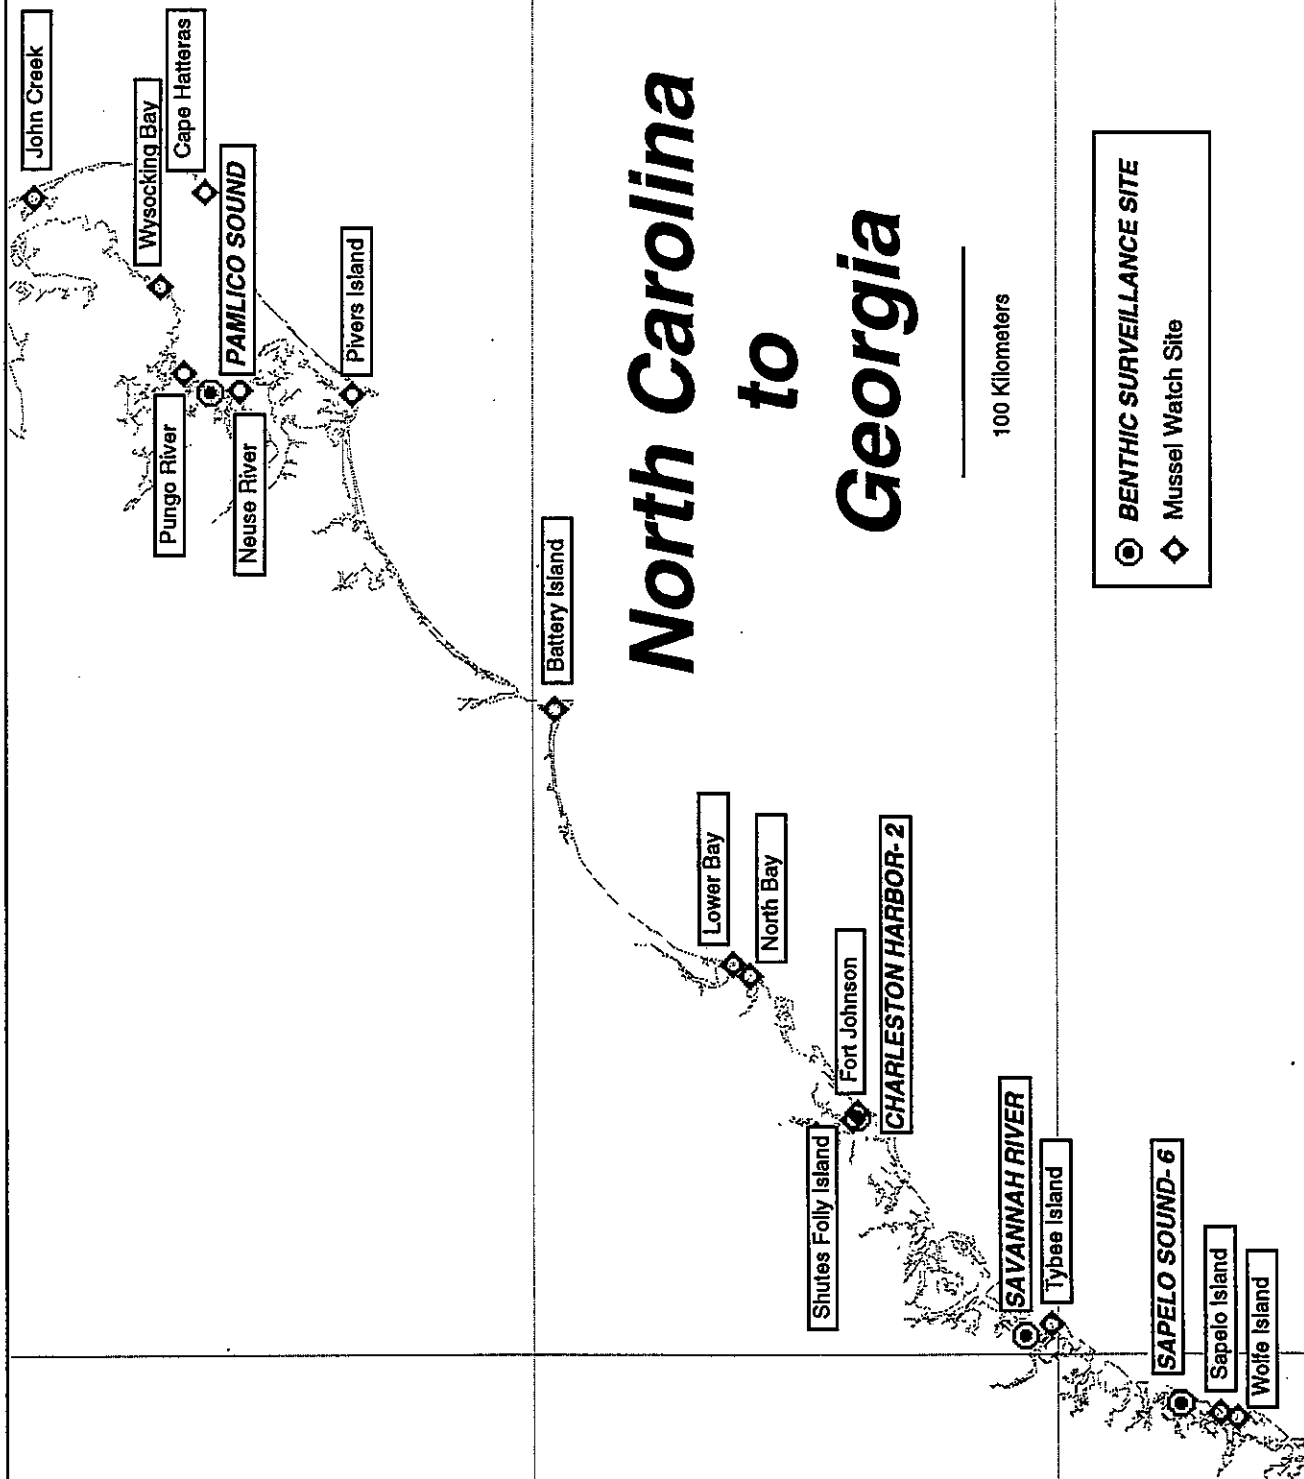 John Creek
Wysocking Bay
Cape Hatteras
PAMLICO SOUND
Pungo River
Neuse River
Pivers Island
Battery Island
North Carolina
to
Georgia
100 Kilometers
Lower Bay
North Bay
Fort Johnson
Shutes Folly Island
CHARLESTON HARBOR- 2
SAVANNAH RIVER
Tybee Island
SAPELO SOUND- 6
Sapelo Island
Wolfe Island
BENTHIC SURVEILLANCE SITE
Mussel Watch Site